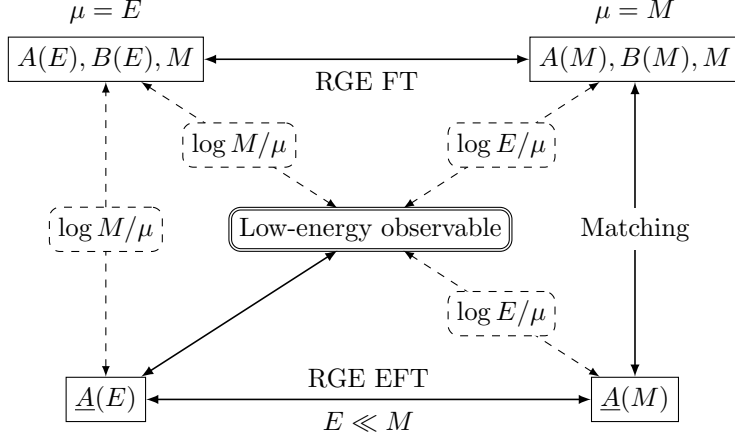 μ = E
μ = M
A(E), B(E), M
A(M), B(M), M
RGE FT
log M/μ
log E/μ
log M/μ
Low-energy observable
Matching
log E/μ
RGE EFT
A̲(E)
A̲(M)
E ≪ M